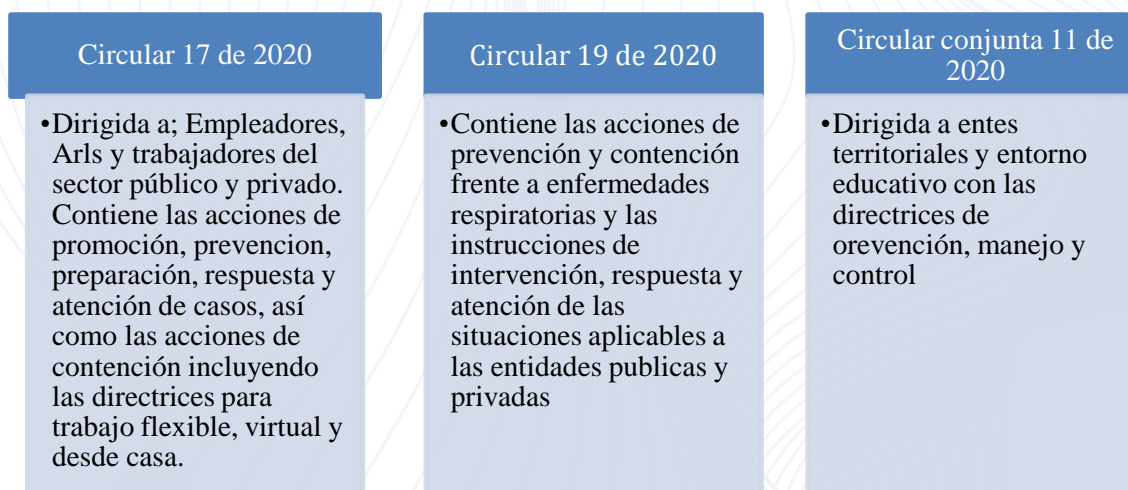 Circular 17 de 2020
•Dirigida a; Empleadores,
Arls y trabajadores del
sector público y privado.
Contiene las acciones de
promoción, prevencion,
preparación, respuesta y
atención de casos, así
como las acciones de
contención incluyendo
las directrices para
trabajo flexible, virtual y
desde casa.
Circular 19 de 2020
•Contiene las acciones de
prevención y contención
frente a enfermedades
respiratorias y las
instrucciones de
intervención, respuesta y
atención de las
situaciones aplicables a
las entidades publicas y
privadas
Circular conjunta 11 de
2020
•Dirigida a entes
territoriales y entorno
educativo con las
directrices de
orevención, manejo y
control